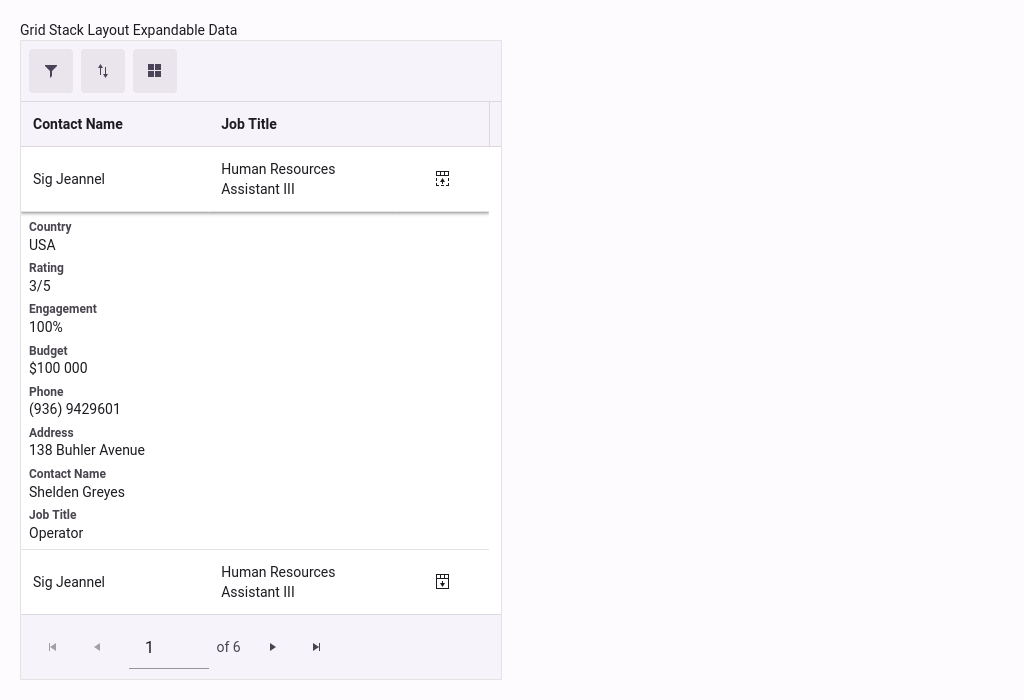 Grid Stack Layout Expandable Data
Contact Name Job Title
Sig Jeannel Human Resources
Assistant III
Country
USA
Rating
3/5
Engagement
100%
Budget
$100 000
Phone
(936) 9429601
Address
138 Buhler Avenue
Contact Name
Shelden Greyes
Job Title
Operator
Sig Jeannel Human Resources
Assistant III
1 of 6